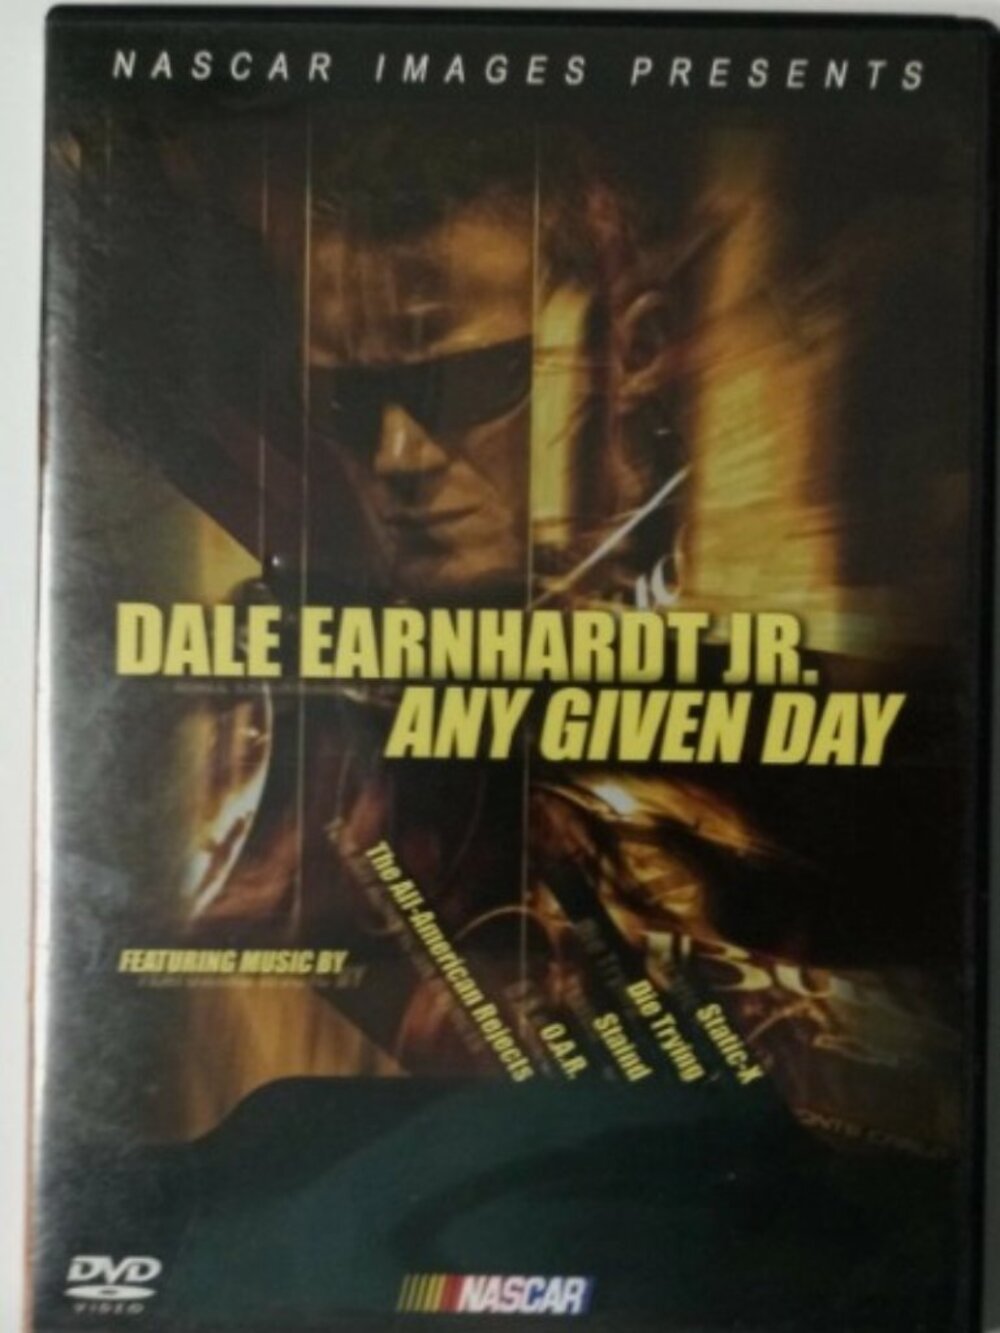 NASCAR IMAGES PRESENTS
DALE EARNHARDT JR.
ANY GIVEN DAY
FEATURING MUSIC BY
The All-American Rejects
O.A.R.
Staind
Die Trying
Static-X
DVD
VIDEO
NASCAR